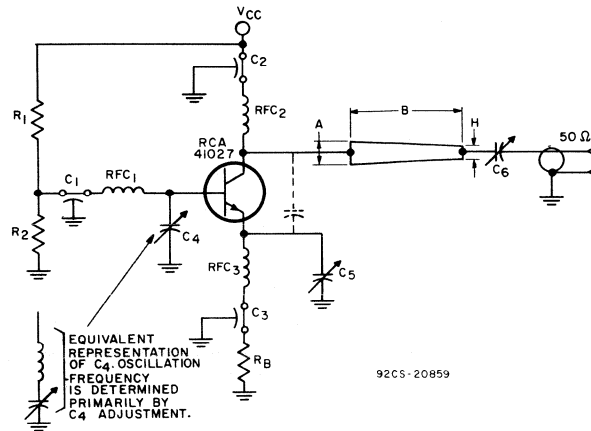 VCC
C2
R1
RFC2
A
B
H
RCA
41027
50 Ω
C1
RFC1
C6
R2
C4
RFC3
C5
C3
RB
EQUIVALENT
REPRESENTATION
OF C4. OSCILLATION
FREQUENCY
IS DETERMINED
PRIMARILY BY
C4 ADJUSTMENT.
92CS-20859